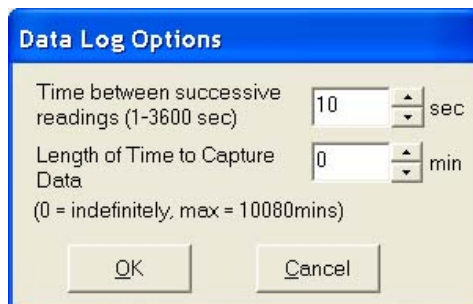 Data Log Options
Time between successive
readings (1-3600 sec)
10
sec
Length of Time to Capture
Data
0
min
(0 = indefinitely, max = 10080mins)
OK
Cancel